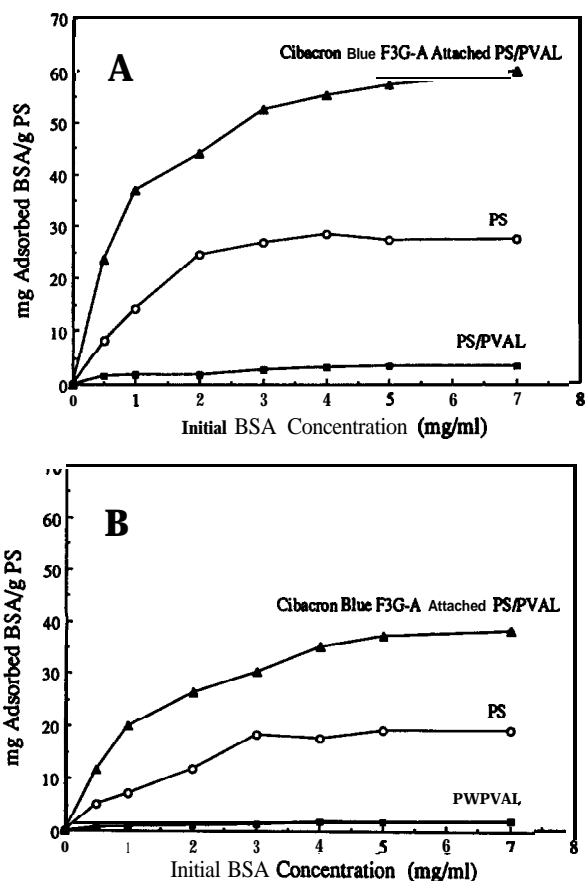 70
A
Cibacron Blue F3G-A Attached PS/PVAL
60
50
40
30
PS
20
10
PS/PVAL
0
0 1 2 3 4 5 6 7 8
mg Adsorbed BSA/g PS
Initial BSA Concentration (mg/ml)
B
60
50
Cibacron Blue F3G-A Attached PS/PVAL
40
30
PS
20
10
PWPVAL
0
0 1 2 3 4 5 6 7 8
mg Adsorbed BSA/g PS
Initial BSA Concentration (mg/ml)